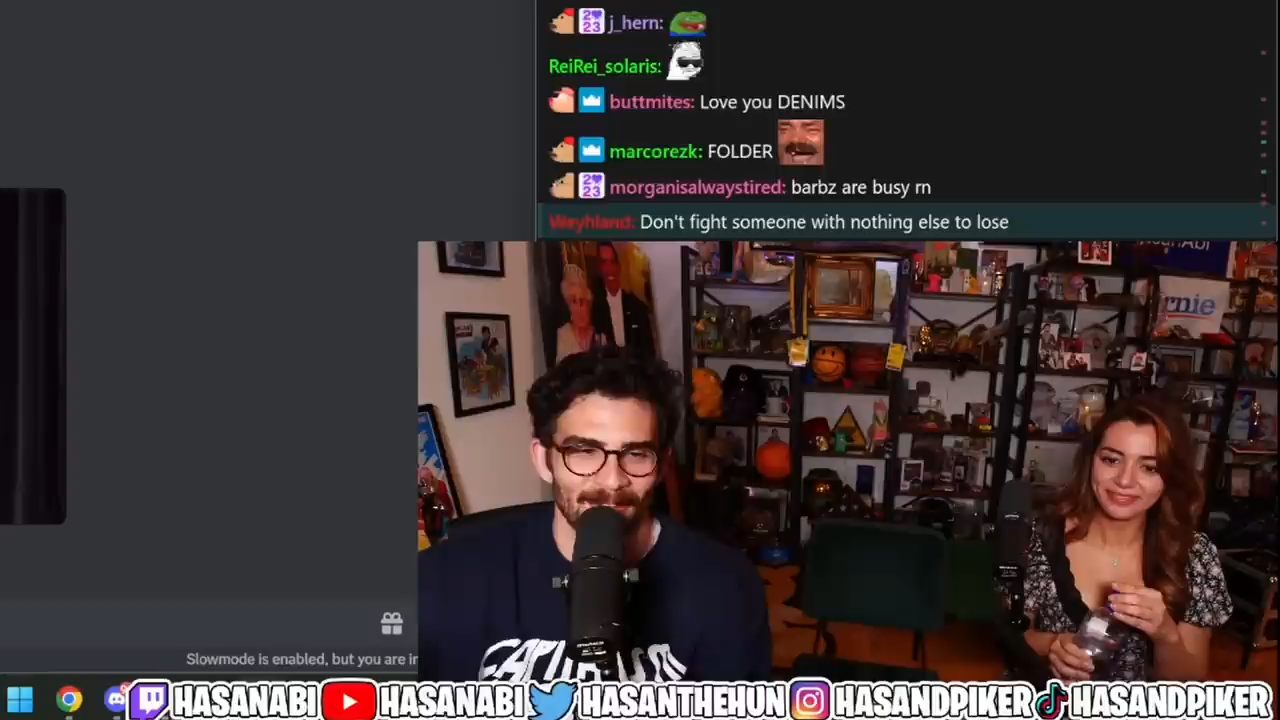 j_hern:
ReiRei_solaris:
buttmites: Love you DENIMS
marcorezk: FOLDER
morganisalwaystired: barbz are busy rn
Weyhland: Don't fight someone with nothing else to lose
rnie
Slowmode is enabled, but you are i
HASANABI HASANABI HASANTHEHUN HASANDPIKER HASANDPIKER